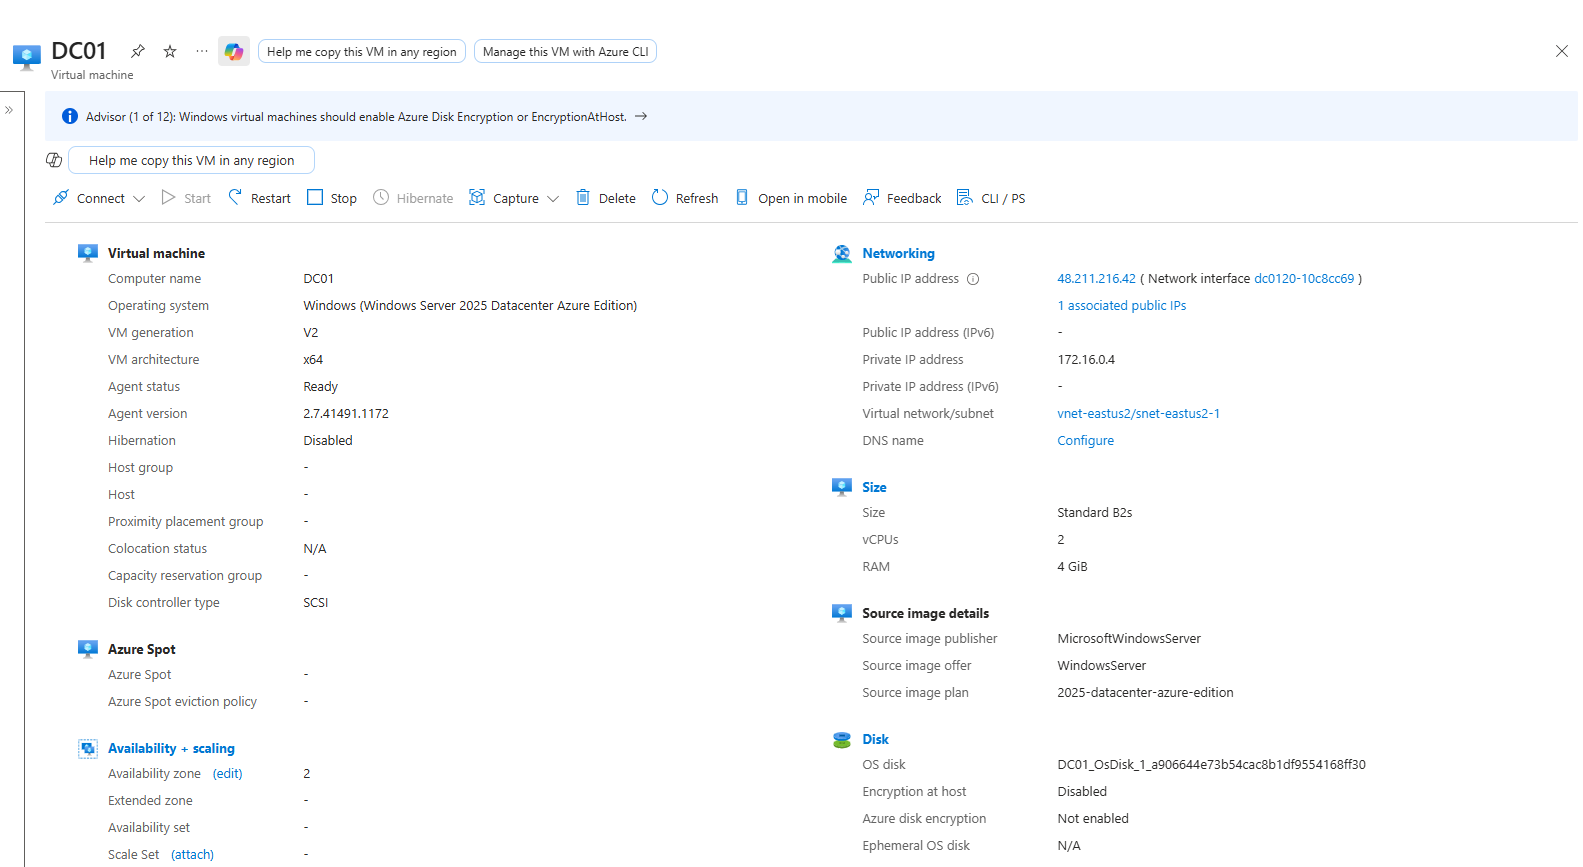 DC01
Help me copy this VM in any region
Manage this VM with Azure CLI
Virtual machine
Advisor (1 of 12): Windows virtual machines should enable Azure Disk Encryption or EncryptionAtHost. →
Help me copy this VM in any region
Connect
Start
Restart
Stop
Hibernate
Capture
Delete
Refresh
Open in mobile
Feedback
CLI / PS
Virtual machine
Computer name DC01
Operating system Windows (Windows Server 2025 Datacenter Azure Edition)
VM generation V2
VM architecture x64
Agent status Ready
Agent version 2.7.41491.1172
Hibernation Disabled
Host group -
Host -
Proximity placement group -
Colocation status N/A
Capacity reservation group -
Disk controller type SCSI
Azure Spot
Azure Spot -
Azure Spot eviction policy -
Availability + scaling
Availability zone (edit) 2
Extended zone -
Availability set -
Scale Set (attach) -
Networking
Public IP address 48.211.216.42 ( Network interface dc0120-10c8cc69 )
1 associated public IPs
Public IP address (IPv6) -
Private IP address 172.16.0.4
Private IP address (IPv6) -
Virtual network/subnet vnet-eastus2/snet-eastus2-1
DNS name Configure
Size
Size Standard B2s
vCPUs 2
RAM 4 GiB
Source image details
Source image publisher MicrosoftWindowsServer
Source image offer WindowsServer
Source image plan 2025-datacenter-azure-edition
Disk
OS disk DC01_OsDisk_1_a906644e73b54cac8b1df9554168ff30
Encryption at host Disabled
Azure disk encryption Not enabled
Ephemeral OS disk N/A